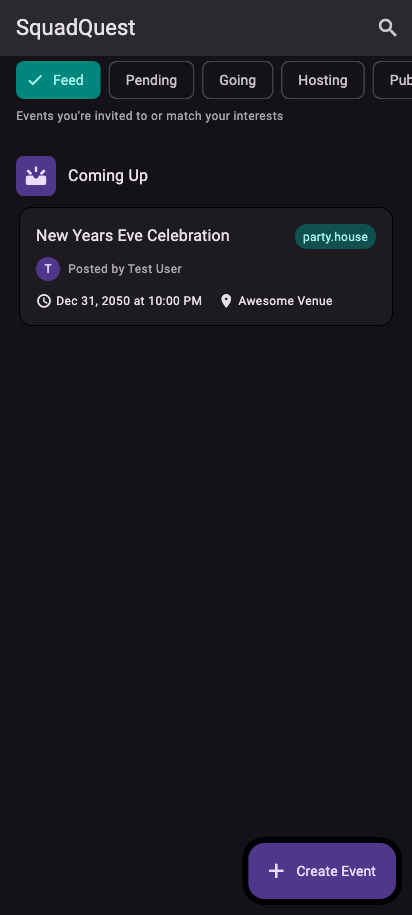 SquadQuest
Feed
Pending
Going
Hosting
Events you're invited to or match your interests
Coming Up
New Years Eve Celebration
party.house
T
Posted by Test User
Dec 31, 2050 at 10:00 PM
Awesome Venue
Create Event